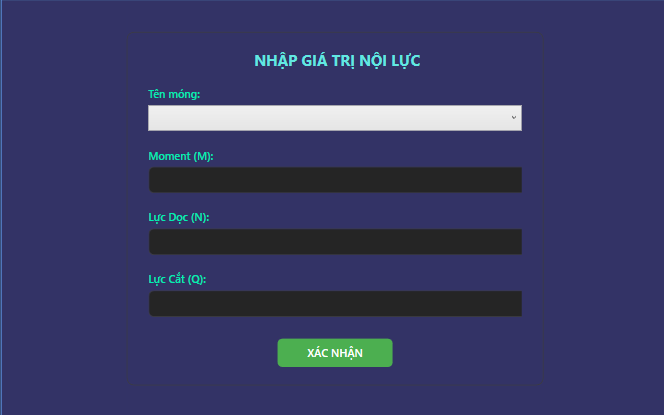 NHẬP GIÁ TRỊ NỘI LỰC
Tên móng:
Moment (M):
Lực Dọc (N):
Lực Cắt (Q):
XÁC NHẬN